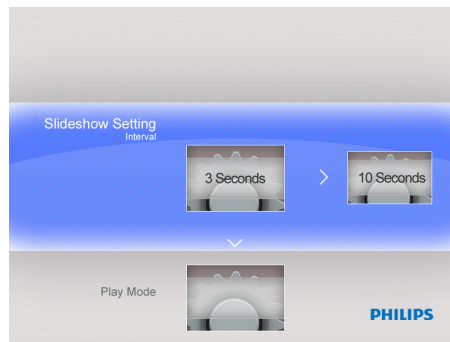 Slideshow Setting
Interval
3 Seconds
10 Seconds
Play Mode
PHILIPS